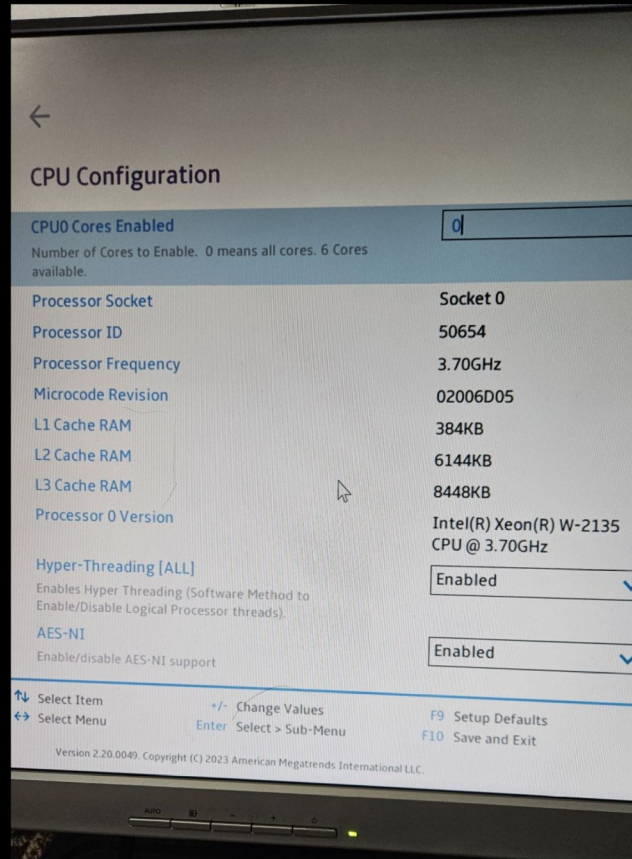 ←
CPU Configuration
CPU0 Cores Enabled
0
Number of Cores to Enable. 0 means all cores. 6 Cores
available.
Processor Socket
Socket 0
Processor ID
50654
Processor Frequency
3.70GHz
Microcode Revision
02006D05
L1 Cache RAM
384KB
L2 Cache RAM
6144KB
L3 Cache RAM
8448KB
Processor 0 Version
Intel(R) Xeon(R) W-2135
CPU @ 3.70GHz
Hyper-Threading [ALL]
Enabled
Enables Hyper Threading (Software Method to
Enable/Disable Logical Processor threads).
AES-NI
Enabled
Enable/disable AES-NI support
↑↓ Select Item
+/- Change Values
F9 Setup Defaults
↔ Select Menu
Enter Select > Sub-Menu
F10 Save and Exit
Version 2.20.0049. Copyright (C) 2023 American Megatrends International LLC.
AUTO
- +